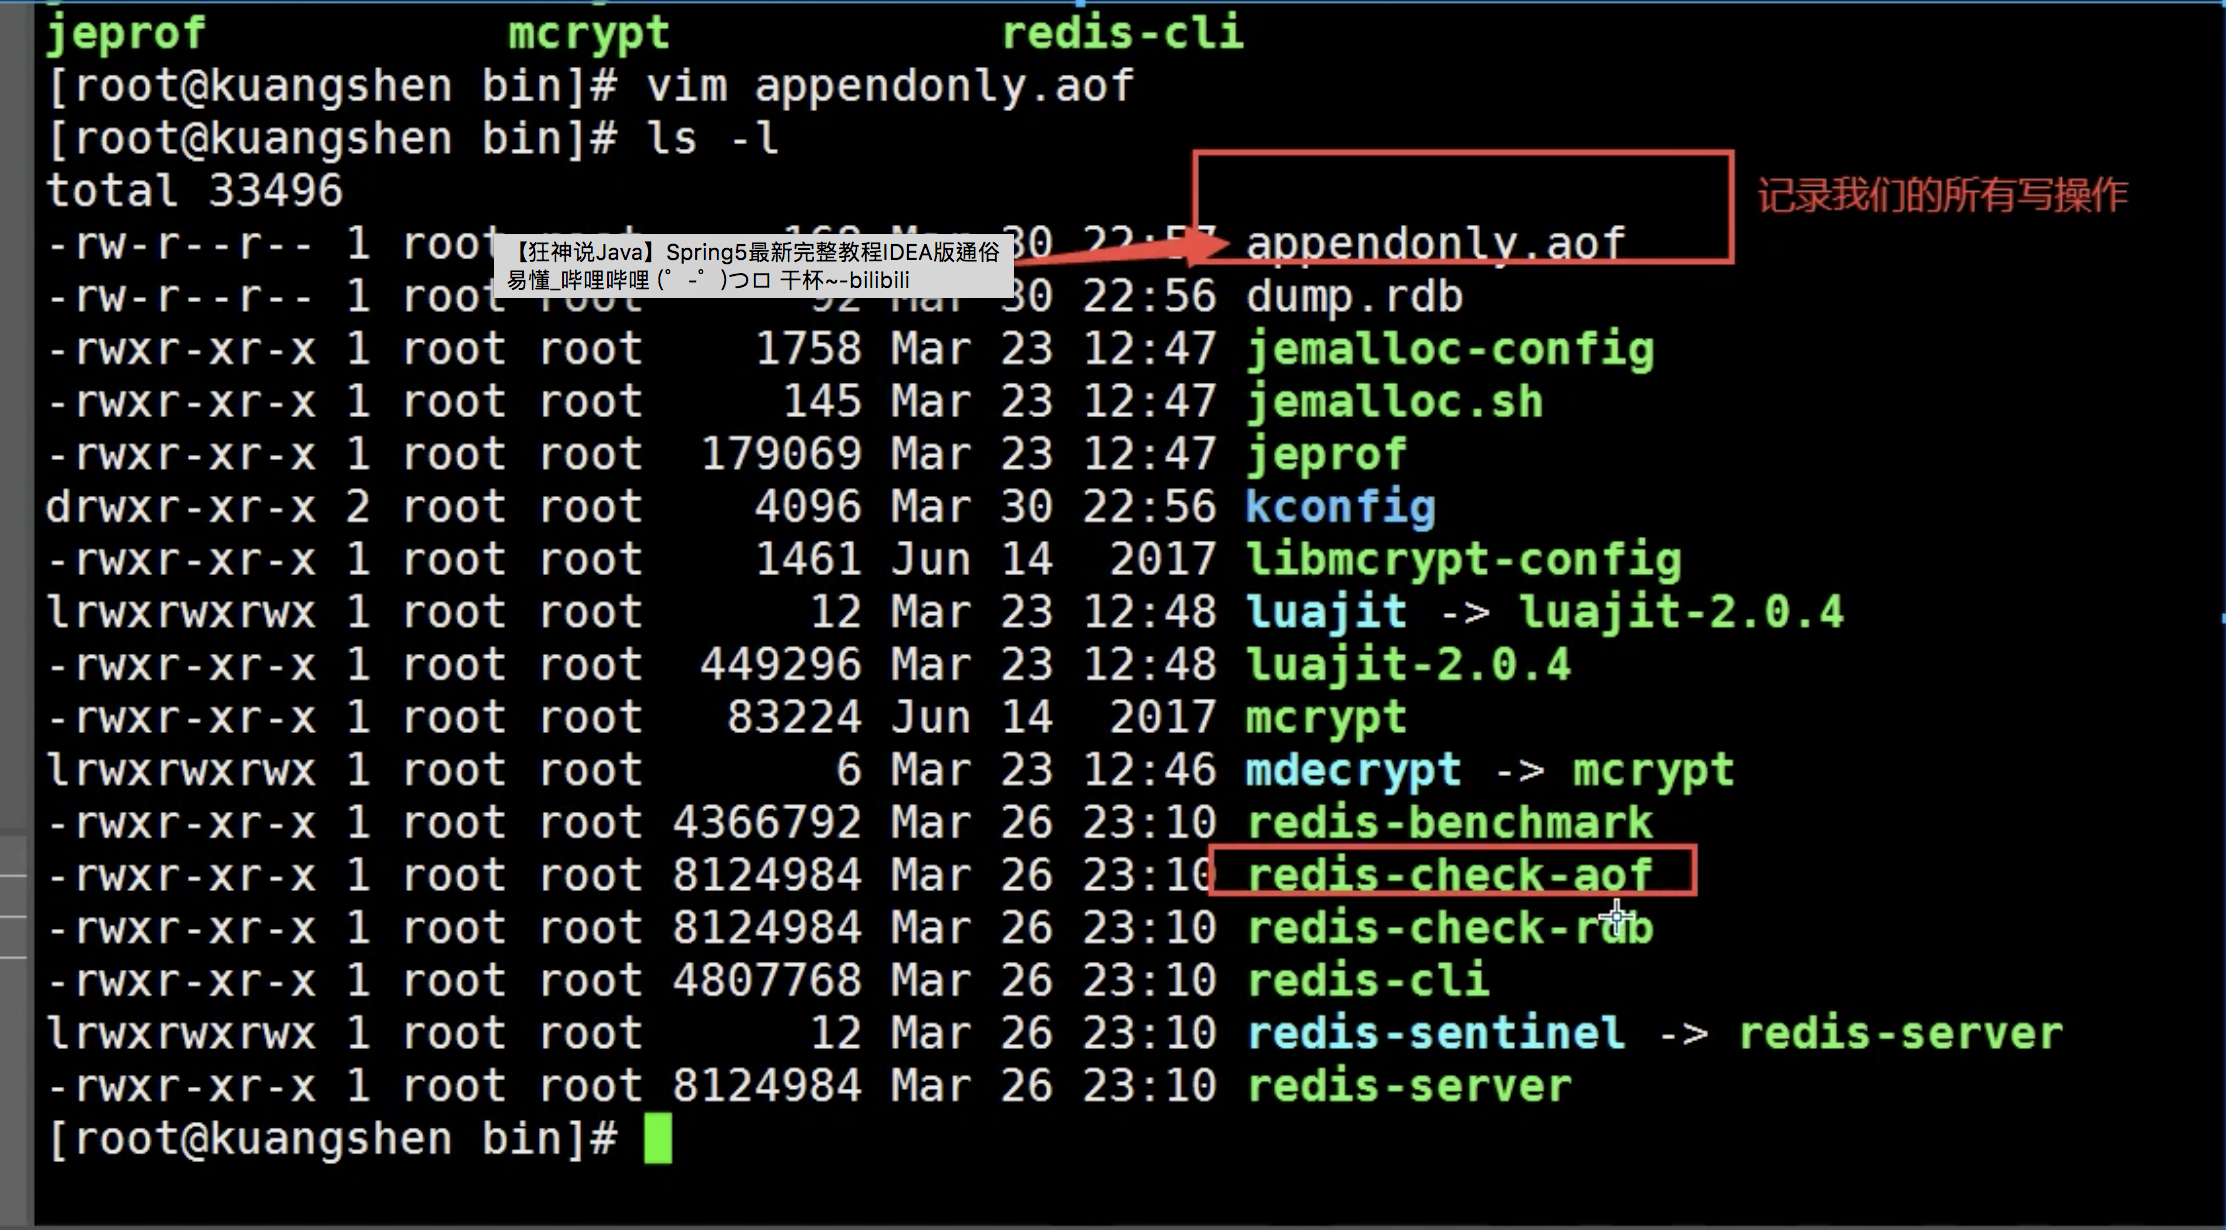 jeprof mcrypt redis-cli
[root@kuangshen bin]# vim appendonly.aof
[root@kuangshen bin]# ls -l
total 33496
记录我们的所有写操作
-rw-r--r-- 1 root 30 22:57 appendonly.aof
【狂神说Java】Spring5最新完整教程IDEA版通俗
易懂_哔哩哔哩 (゜-゜)つロ 干杯~-bilibili
-rw-r--r-- 1 root root 92 Mar 30 22:56 dump.rdb
-rwxr-xr-x 1 root root 1758 Mar 23 12:47 jemalloc-config
-rwxr-xr-x 1 root root 145 Mar 23 12:47 jemalloc.sh
-rwxr-xr-x 1 root root 179069 Mar 23 12:47 jeprof
drwxr-xr-x 2 root root 4096 Mar 30 22:56 kconfig
-rwxr-xr-x 1 root root 1461 Jun 14 2017 libmcrypt-config
lrwxrwxrwx 1 root root 12 Mar 23 12:48 luajit -> luajit-2.0.4
-rwxr-xr-x 1 root root 449296 Mar 23 12:48 luajit-2.0.4
-rwxr-xr-x 1 root root 83224 Jun 14 2017 mcrypt
lrwxrwxrwx 1 root root 6 Mar 23 12:46 mdecrypt -> mcrypt
-rwxr-xr-x 1 root root 4366792 Mar 26 23:10 redis-benchmark
-rwxr-xr-x 1 root root 8124984 Mar 26 23:10 redis-check-aof
-rwxr-xr-x 1 root root 8124984 Mar 26 23:10 redis-check-rdb
-rwxr-xr-x 1 root root 4807768 Mar 26 23:10 redis-cli
lrwxrwxrwx 1 root root 12 Mar 26 23:10 redis-sentinel -> redis-server
-rwxr-xr-x 1 root root 8124984 Mar 26 23:10 redis-server
[root@kuangshen bin]#